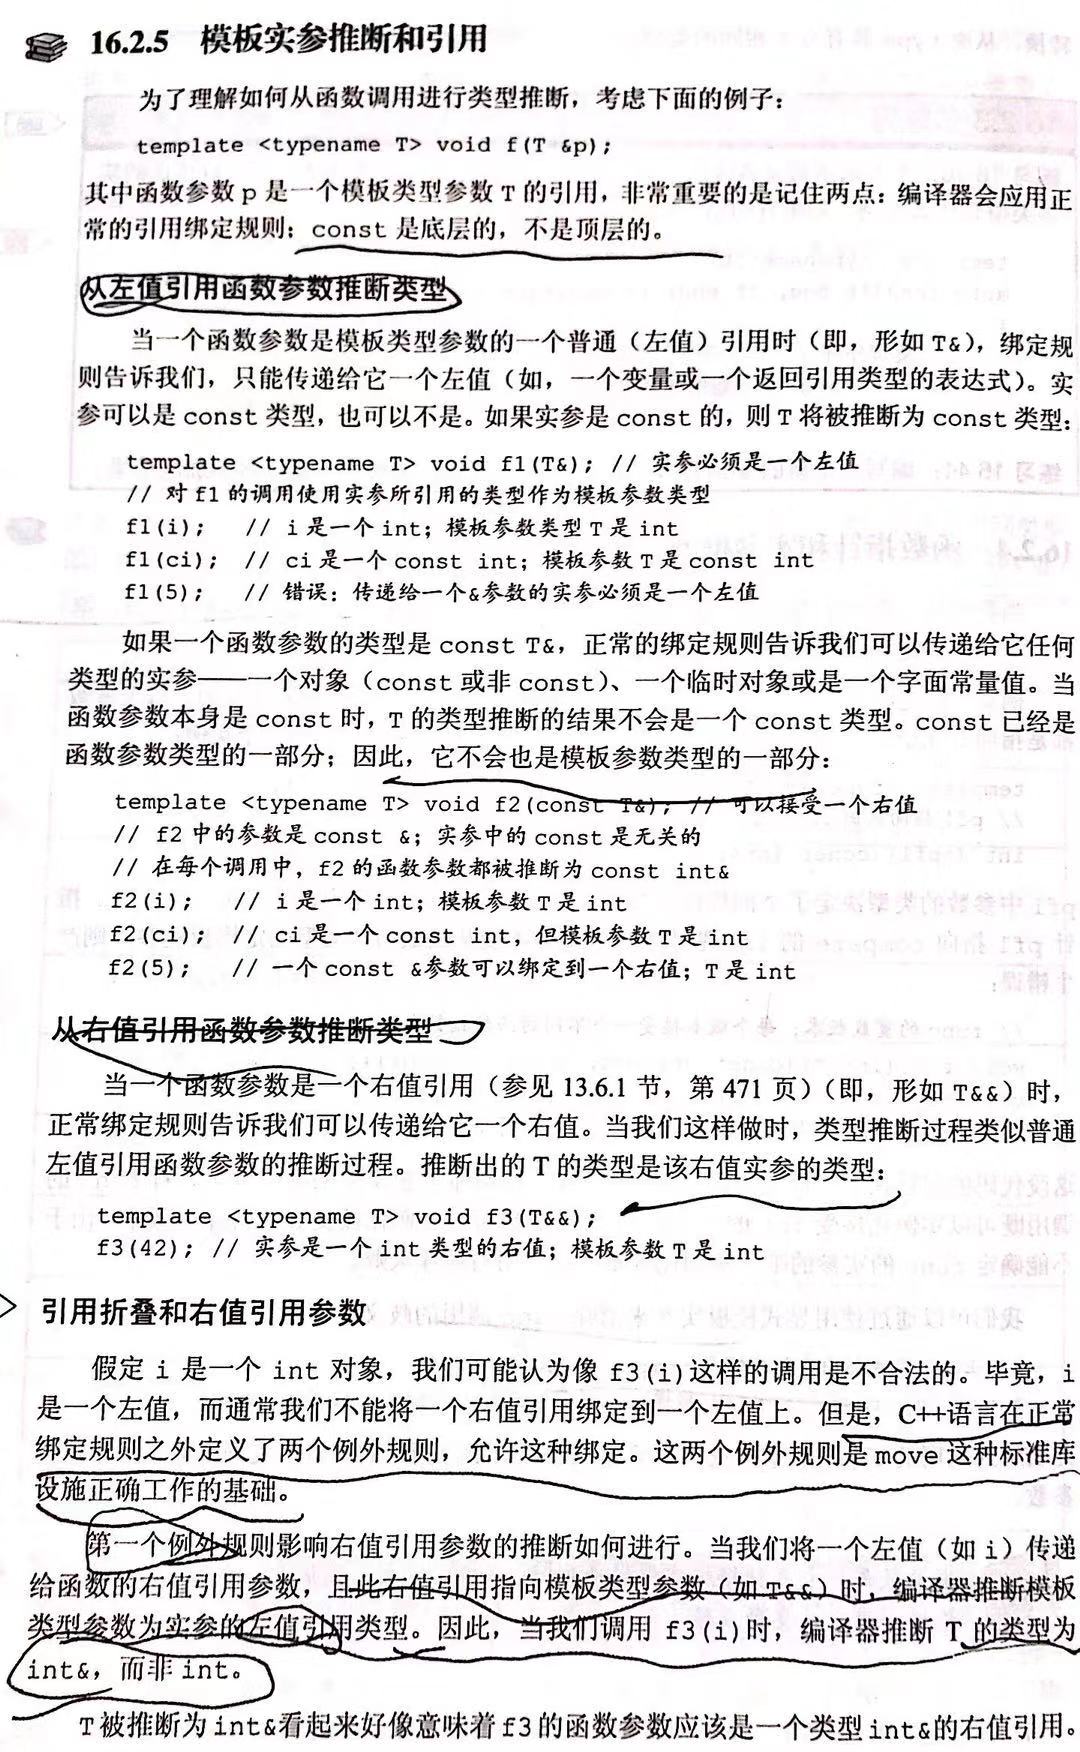 16.2.5 模板实参推断和引用
为了理解如何从函数调用进行类型推断，考虑下面的例子：
template <typename T> void f(T &p);
其中函数参数 p 是一个模板类型参数 T 的引用，非常重要的是记住两点：编译器会应用正
常的引用绑定规则；const 是底层的，不是顶层的。
从左值引用函数参数推断类型
当一个函数参数是模板类型参数的一个普通（左值）引用时（即，形如 T&），绑定规
则告诉我们，只能传递给它一个左值（如，一个变量或一个返回引用类型的表达式）。实
参可以是 const 类型，也可以不是。如果实参是 const 的，则 T 将被推断为 const 类型：
template <typename T> void f1(T&); // 实参必须是一个左值
// 对 f1 的调用使用实参所引用的类型作为模板参数类型
f1(i); // i 是一个 int；模板参数类型 T 是 int
f1(ci); // ci 是一个 const int；模板参数 T 是 const int
f1(5); // 错误：传递给一个&参数的实参必须是一个左值
如果一个函数参数的类型是 const T&，正常的绑定规则告诉我们可以传递给它任何
类型的实参——一个对象（const 或非 const）、一个临时对象或是一个字面常量值。当
函数参数本身是 const 时，T 的类型推断的结果不会是一个 const 类型。const 已经是
函数参数类型的一部分；因此，它不会也是模板参数类型的一部分：
template <typename T> void f2(const T&); // 可以接受一个右值
// f2 中的参数是 const &；实参中的 const 是无关的
// 在每个调用中，f2 的函数参数都被推断为 const int&
f2(i); // i 是一个 int；模板参数 T 是 int
f2(ci); // ci 是一个 const int，但模板参数 T 是 int
f2(5); // 一个 const &参数可以绑定到一个右值；T 是 int
从右值引用函数参数推断类型
当一个函数参数是一个右值引用（参见 13.6.1 节，第 471 页）（即，形如 T&&）时，
正常绑定规则告诉我们可以传递给它一个右值。当我们这样做时，类型推断过程类似普通
左值引用函数参数的推断过程。推断出的 T 的类型是该右值实参的类型：
template <typename T> void f3(T&&);
f3(42); // 实参是一个 int 类型的右值；模板参数 T 是 int
引用折叠和右值引用参数
假定 i 是一个 int 对象，我们可能认为像 f3(i)这样的调用是不合法的。毕竟，i
是一个左值，而通常我们不能将一个右值引用绑定到一个左值上。但是，C++语言在正常
绑定规则之外定义了两个例外规则，允许这种绑定。这两个例外规则是 move 这种标准库
设施正确工作的基础。
第一个例外规则影响右值引用参数的推断如何进行。当我们将一个左值（如 i）传递
给函数的右值引用参数，且此右值引用指向模板类型参数（如 T&&）时，编译器推断模板
类型参数为实参的左值引用类型。因此，当我们调用 f3(i)时，编译器推断 T 的类型为
int&，而非 int。
T 被推断为 int&看起来好像意味着 f3 的函数参数应该是一个类型 int&的右值引用。